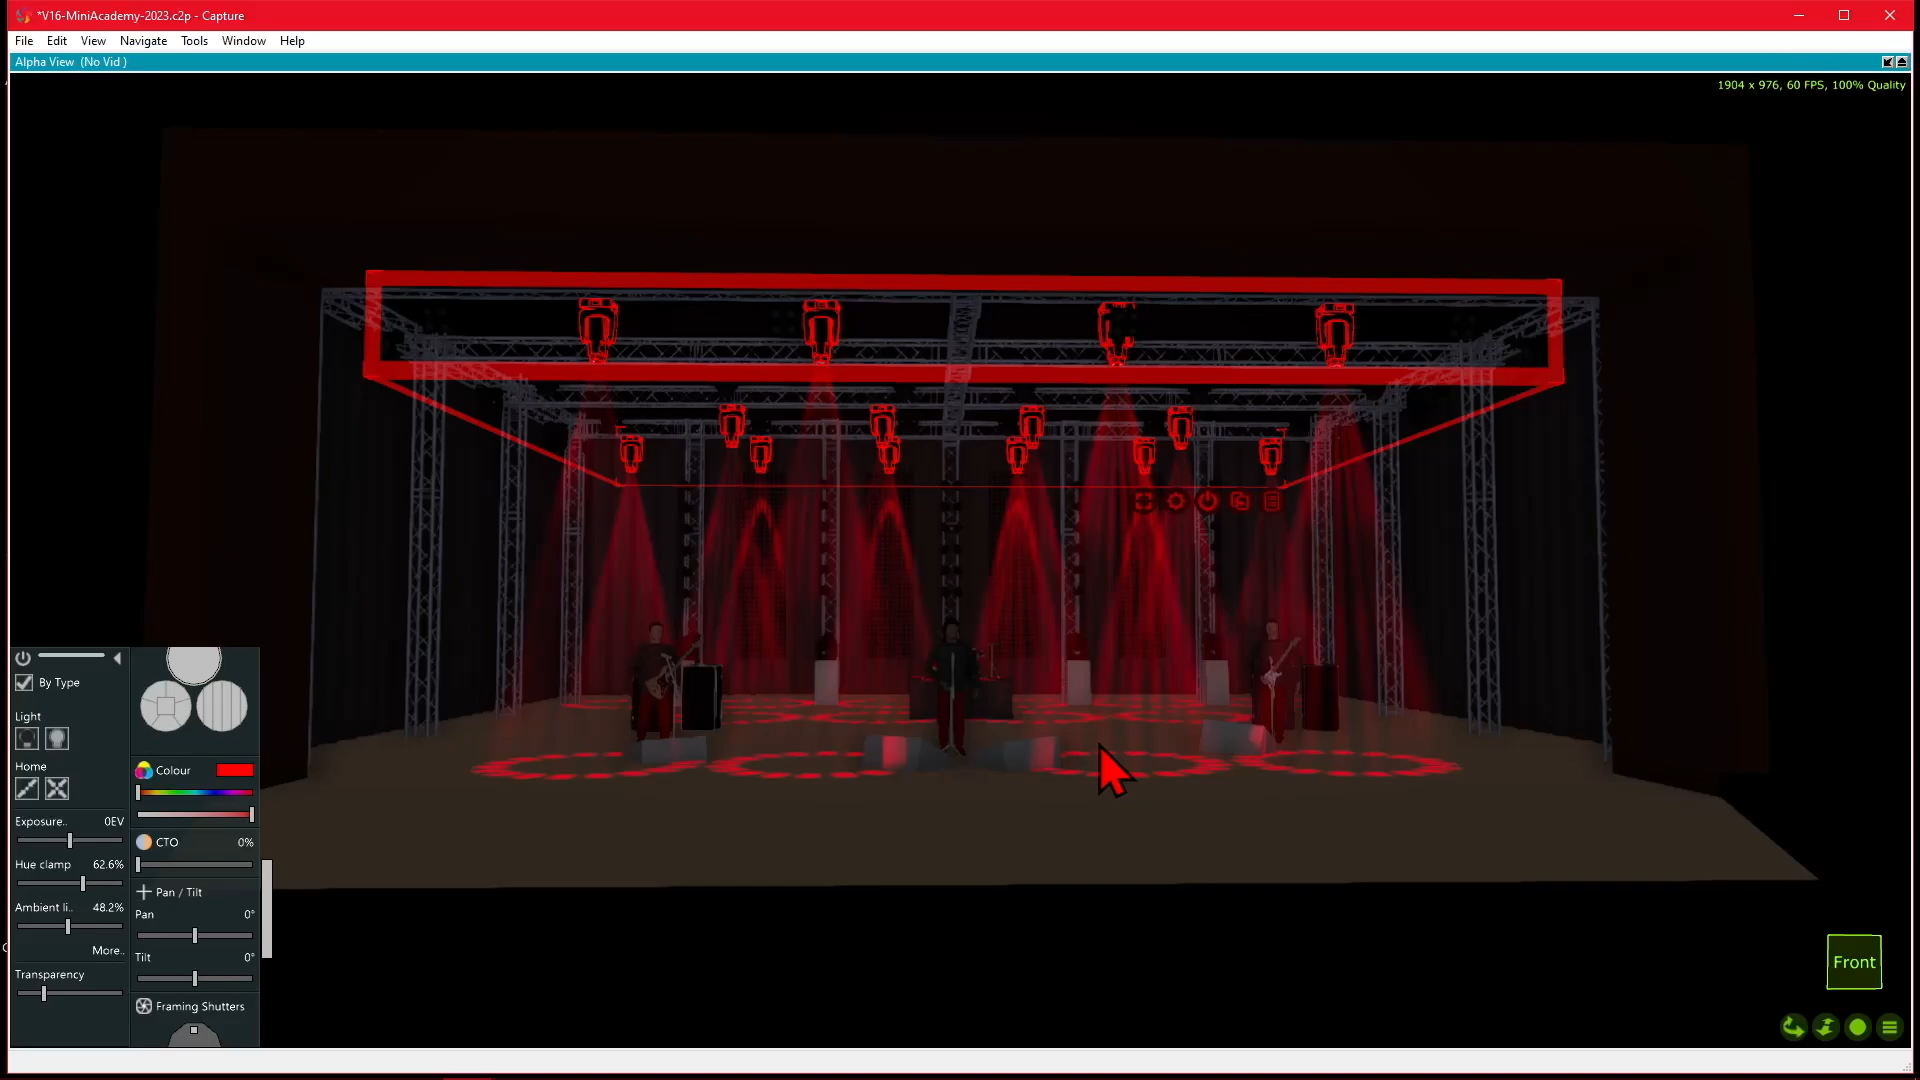 *V16-MiniAcademy-2023.c2p - Capture
File Edit View Navigate Tools Window Help
Alpha View (No Vid )
1904 x 976, 60 FPS, 100% Quality
By Type
Light
Home
Exposure.. 0EV
Hue clamp 62.6%
Ambient li.. 48.2%
More..
Transparency
Colour
CTO 0%
Pan / Tilt
Pan 0°
Tilt 0°
Framing Shutters
Front